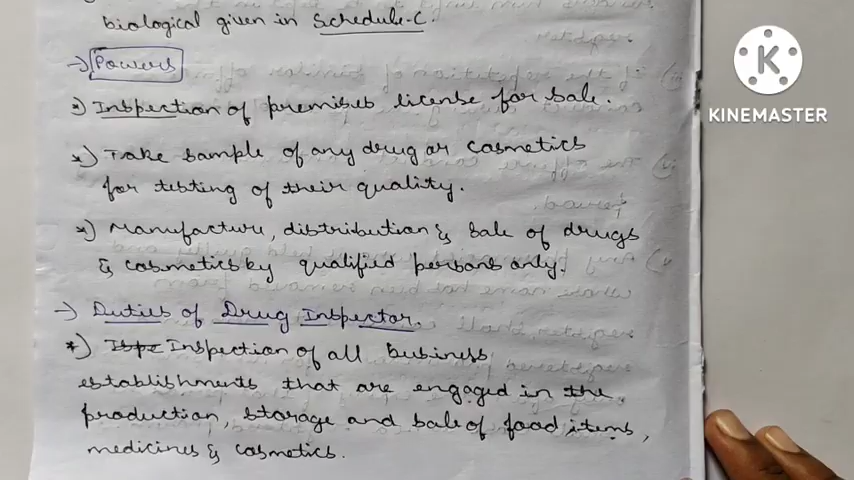 biological given in Schedule-C.
→ Powers
*) Inspection of premises license for sale.
*) Take sample of any drug or cosmetics
for testing of their quality.
*) Manufacture, distribution & sale of drugs
& cosmetics by qualified persons only.
→ Duties of Drug Inspector.
*) Inspection of all business
establishments that are engaged in the
production, storage and sale of food items,
medicines & cosmetics.
KINEMASTER